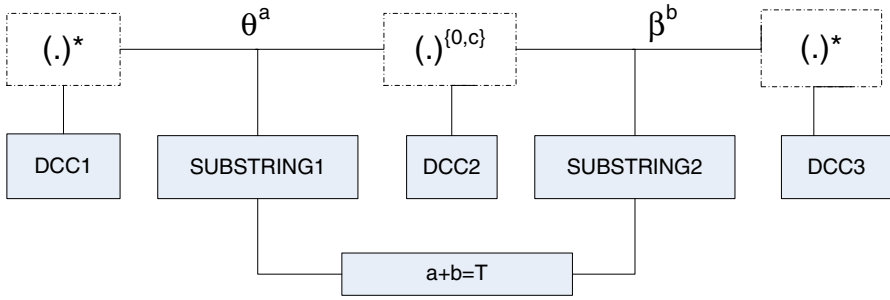 (.)* θ^a (.)^{0,c} β^b (.)*
DCC1 SUBSTRING1 DCC2 SUBSTRING2 DCC3
a+b=T